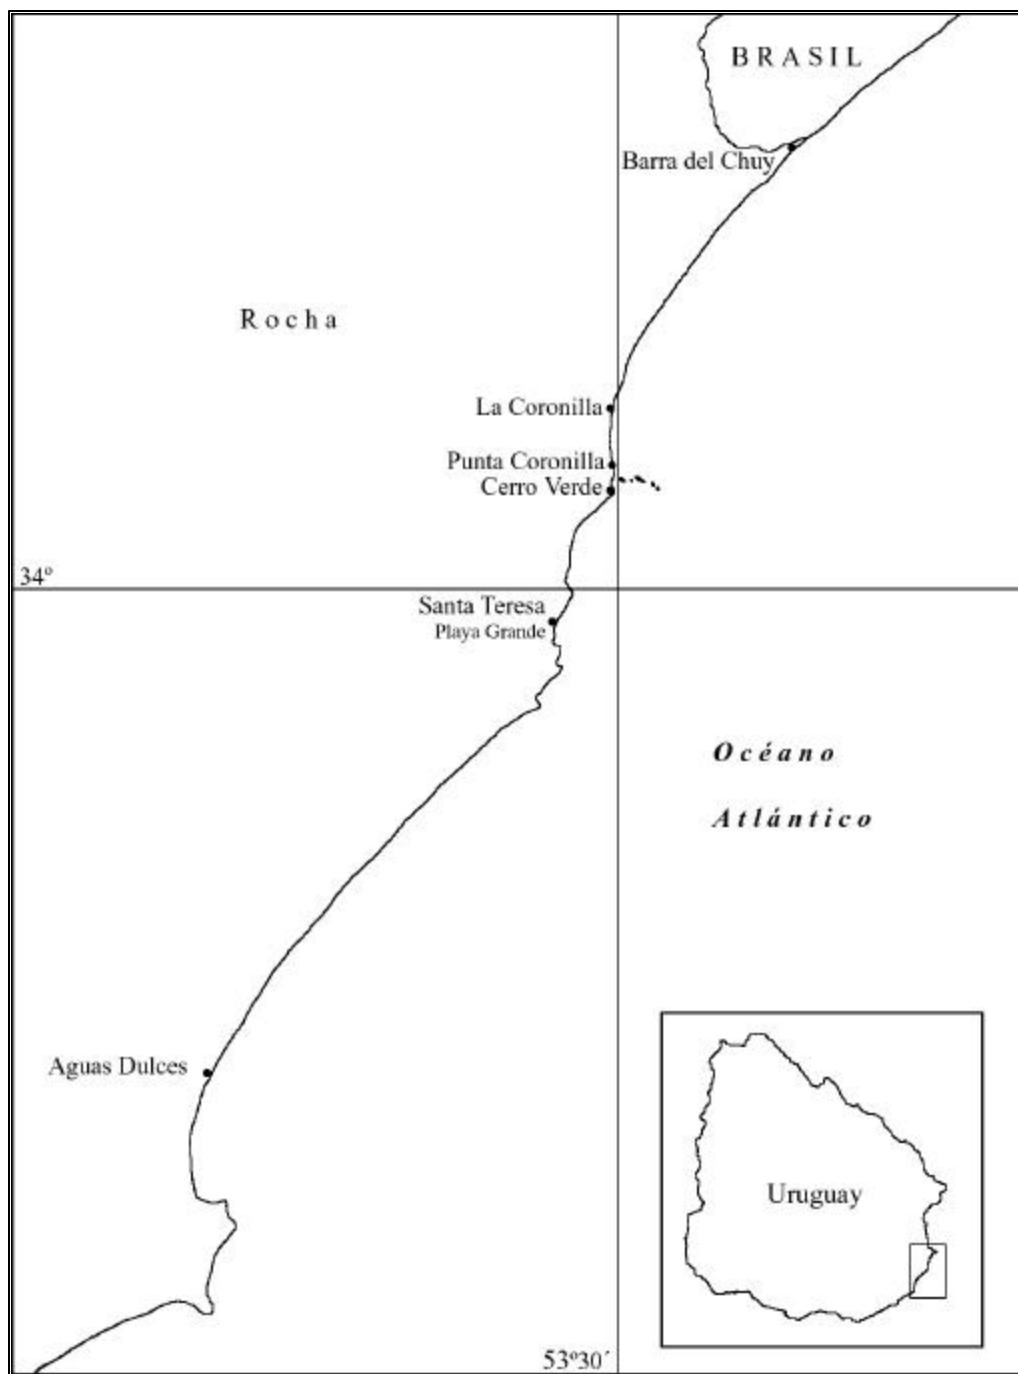 BRASIL
Barra del Chuy
Rocha
La Coronilla
Punta Coronilla
Cerro Verde
34º
Santa Teresa
Playa Grande
Océano
Atlántico
Aguas Dulces
Uruguay
53º30´